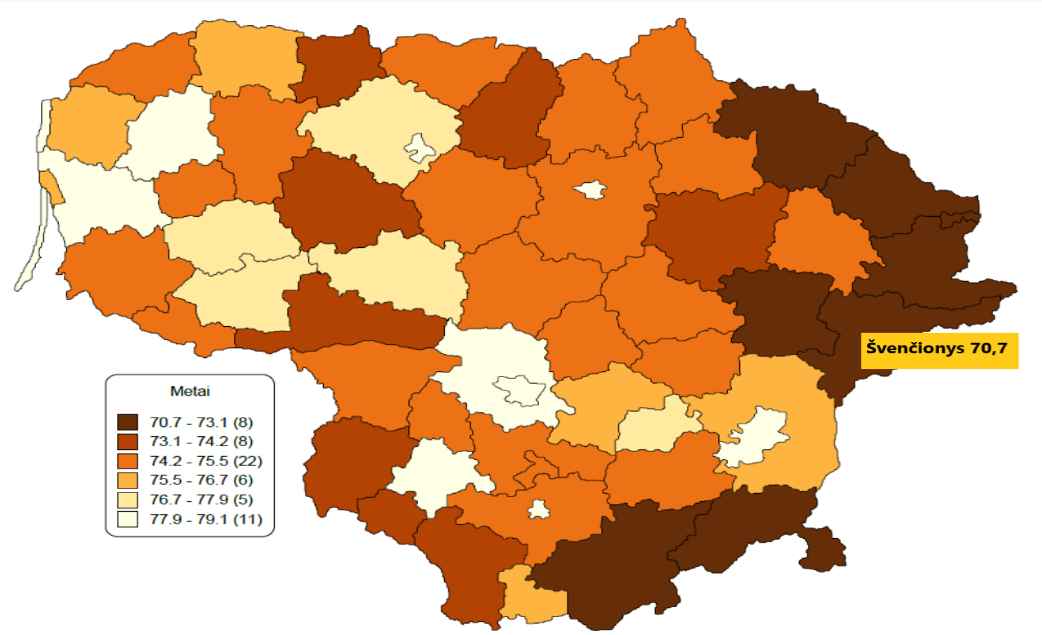 Švenčionys 70,7
Metai
70.7 - 73.1 (8)
73.1 - 74.2 (8)
74.2 - 75.5 (22)
75.5 - 76.7 (6)
76.7 - 77.9 (5)
77.9 - 79.1 (11)